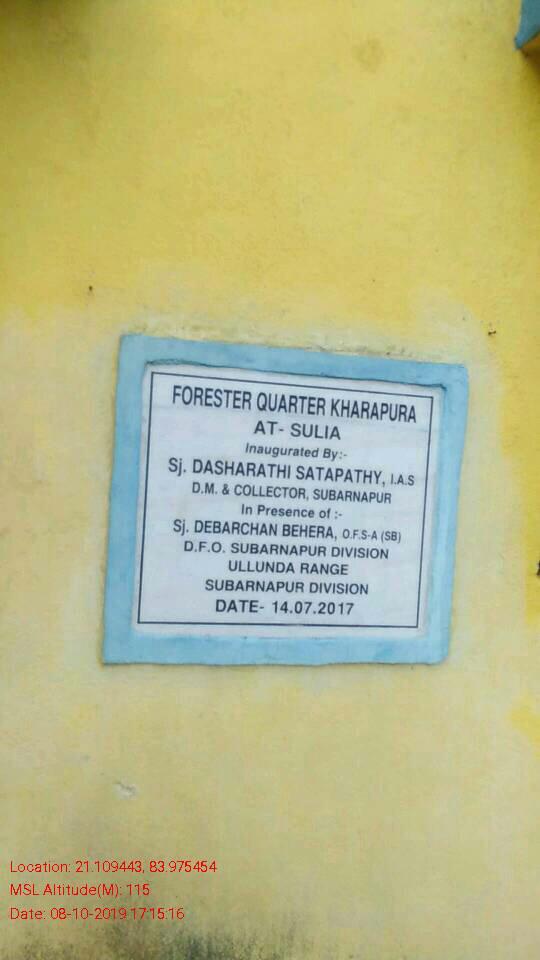 FORESTER QUARTER KHARAPURA
AT- SULIA
Inaugurated By:-
Sj. DASHARATHI SATAPATHY, I.A.S
D.M. & COLLECTOR, SUBARNAPUR
In Presence of :-
Sj. DEBARCHAN BEHERA, O.F.S-A (SB)
D.F.O. SUBARNAPUR DIVISION
ULLUNDA RANGE
SUBARNAPUR DIVISION
DATE- 14.07.2017
Location: 21.109443, 83.975454
MSL Altitude(M): 115
Date: 08-10-2019 17:15:16